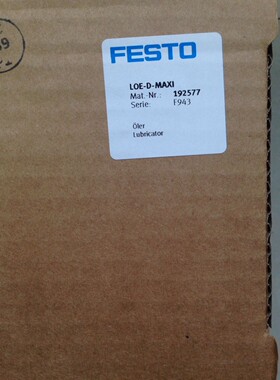 FESTO
LOE-D-MAXI
Mat.-Nr.: 192577
Serie: F943
Öler
Lubricator